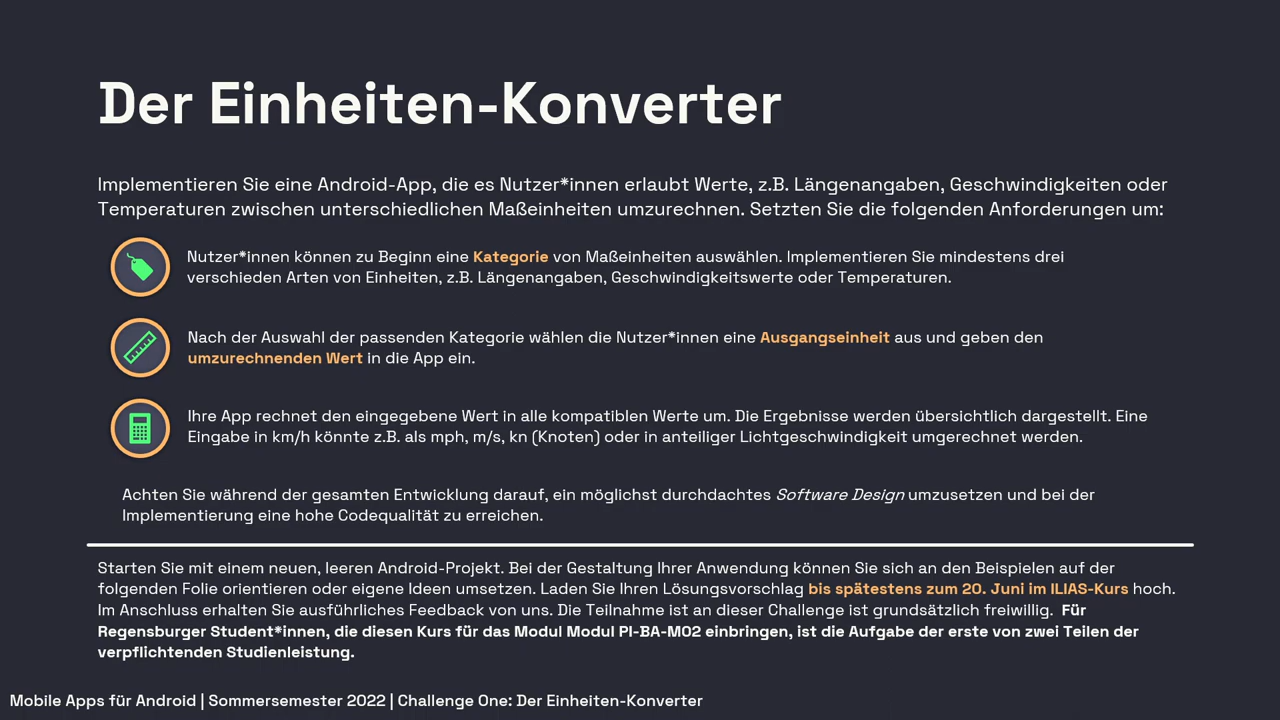 Der Einheiten-Konverter
Implementieren Sie eine Android-App, die es Nutzer*innen erlaubt Werte, z.B. Längenangaben, Geschwindigkeiten oder
Temperaturen zwischen unterschiedlichen Maßeinheiten umzurechnen. Setzten Sie die folgenden Anforderungen um:
Nutzer*innen können zu Beginn eine Kategorie von Maßeinheiten auswählen. Implementieren Sie mindestens drei
verschieden Arten von Einheiten, z.B. Längenangaben, Geschwindigkeitswerte oder Temperaturen.
Nach der Auswahl der passenden Kategorie wählen die Nutzer*innen eine Ausgangseinheit aus und geben den
umzurechnenden Wert in die App ein.
Ihre App rechnet den eingegebene Wert in alle kompatiblen Werte um. Die Ergebnisse werden übersichtlich dargestellt. Eine
Eingabe in km/h könnte z.B. als mph, m/s, kn (Knoten) oder in anteiliger Lichtgeschwindigkeit umgerechnet werden.
Achten Sie während der gesamten Entwicklung darauf, ein möglichst durchdachtes Software Design umzusetzen und bei der
Implementierung eine hohe Codequalität zu erreichen.
Starten Sie mit einem neuen, leeren Android-Projekt. Bei der Gestaltung Ihrer Anwendung können Sie sich an den Beispielen auf der
folgenden Folie orientieren oder eigene Ideen umsetzen. Laden Sie Ihren Lösungsvorschlag bis spätestens zum 20. Juni im ILIAS-Kurs hoch.
Im Anschluss erhalten Sie ausführliches Feedback von uns. Die Teilnahme ist an dieser Challenge ist grundsätzlich freiwillig. Für
Regensburger Student*innen, die diesen Kurs für das Modul Modul PI-BA-M02 einbringen, ist die Aufgabe der erste von zwei Teilen der
verpflichtenden Studienleistung.
Mobile Apps für Android | Sommersemester 2022 | Challenge One: Der Einheiten-Konverter